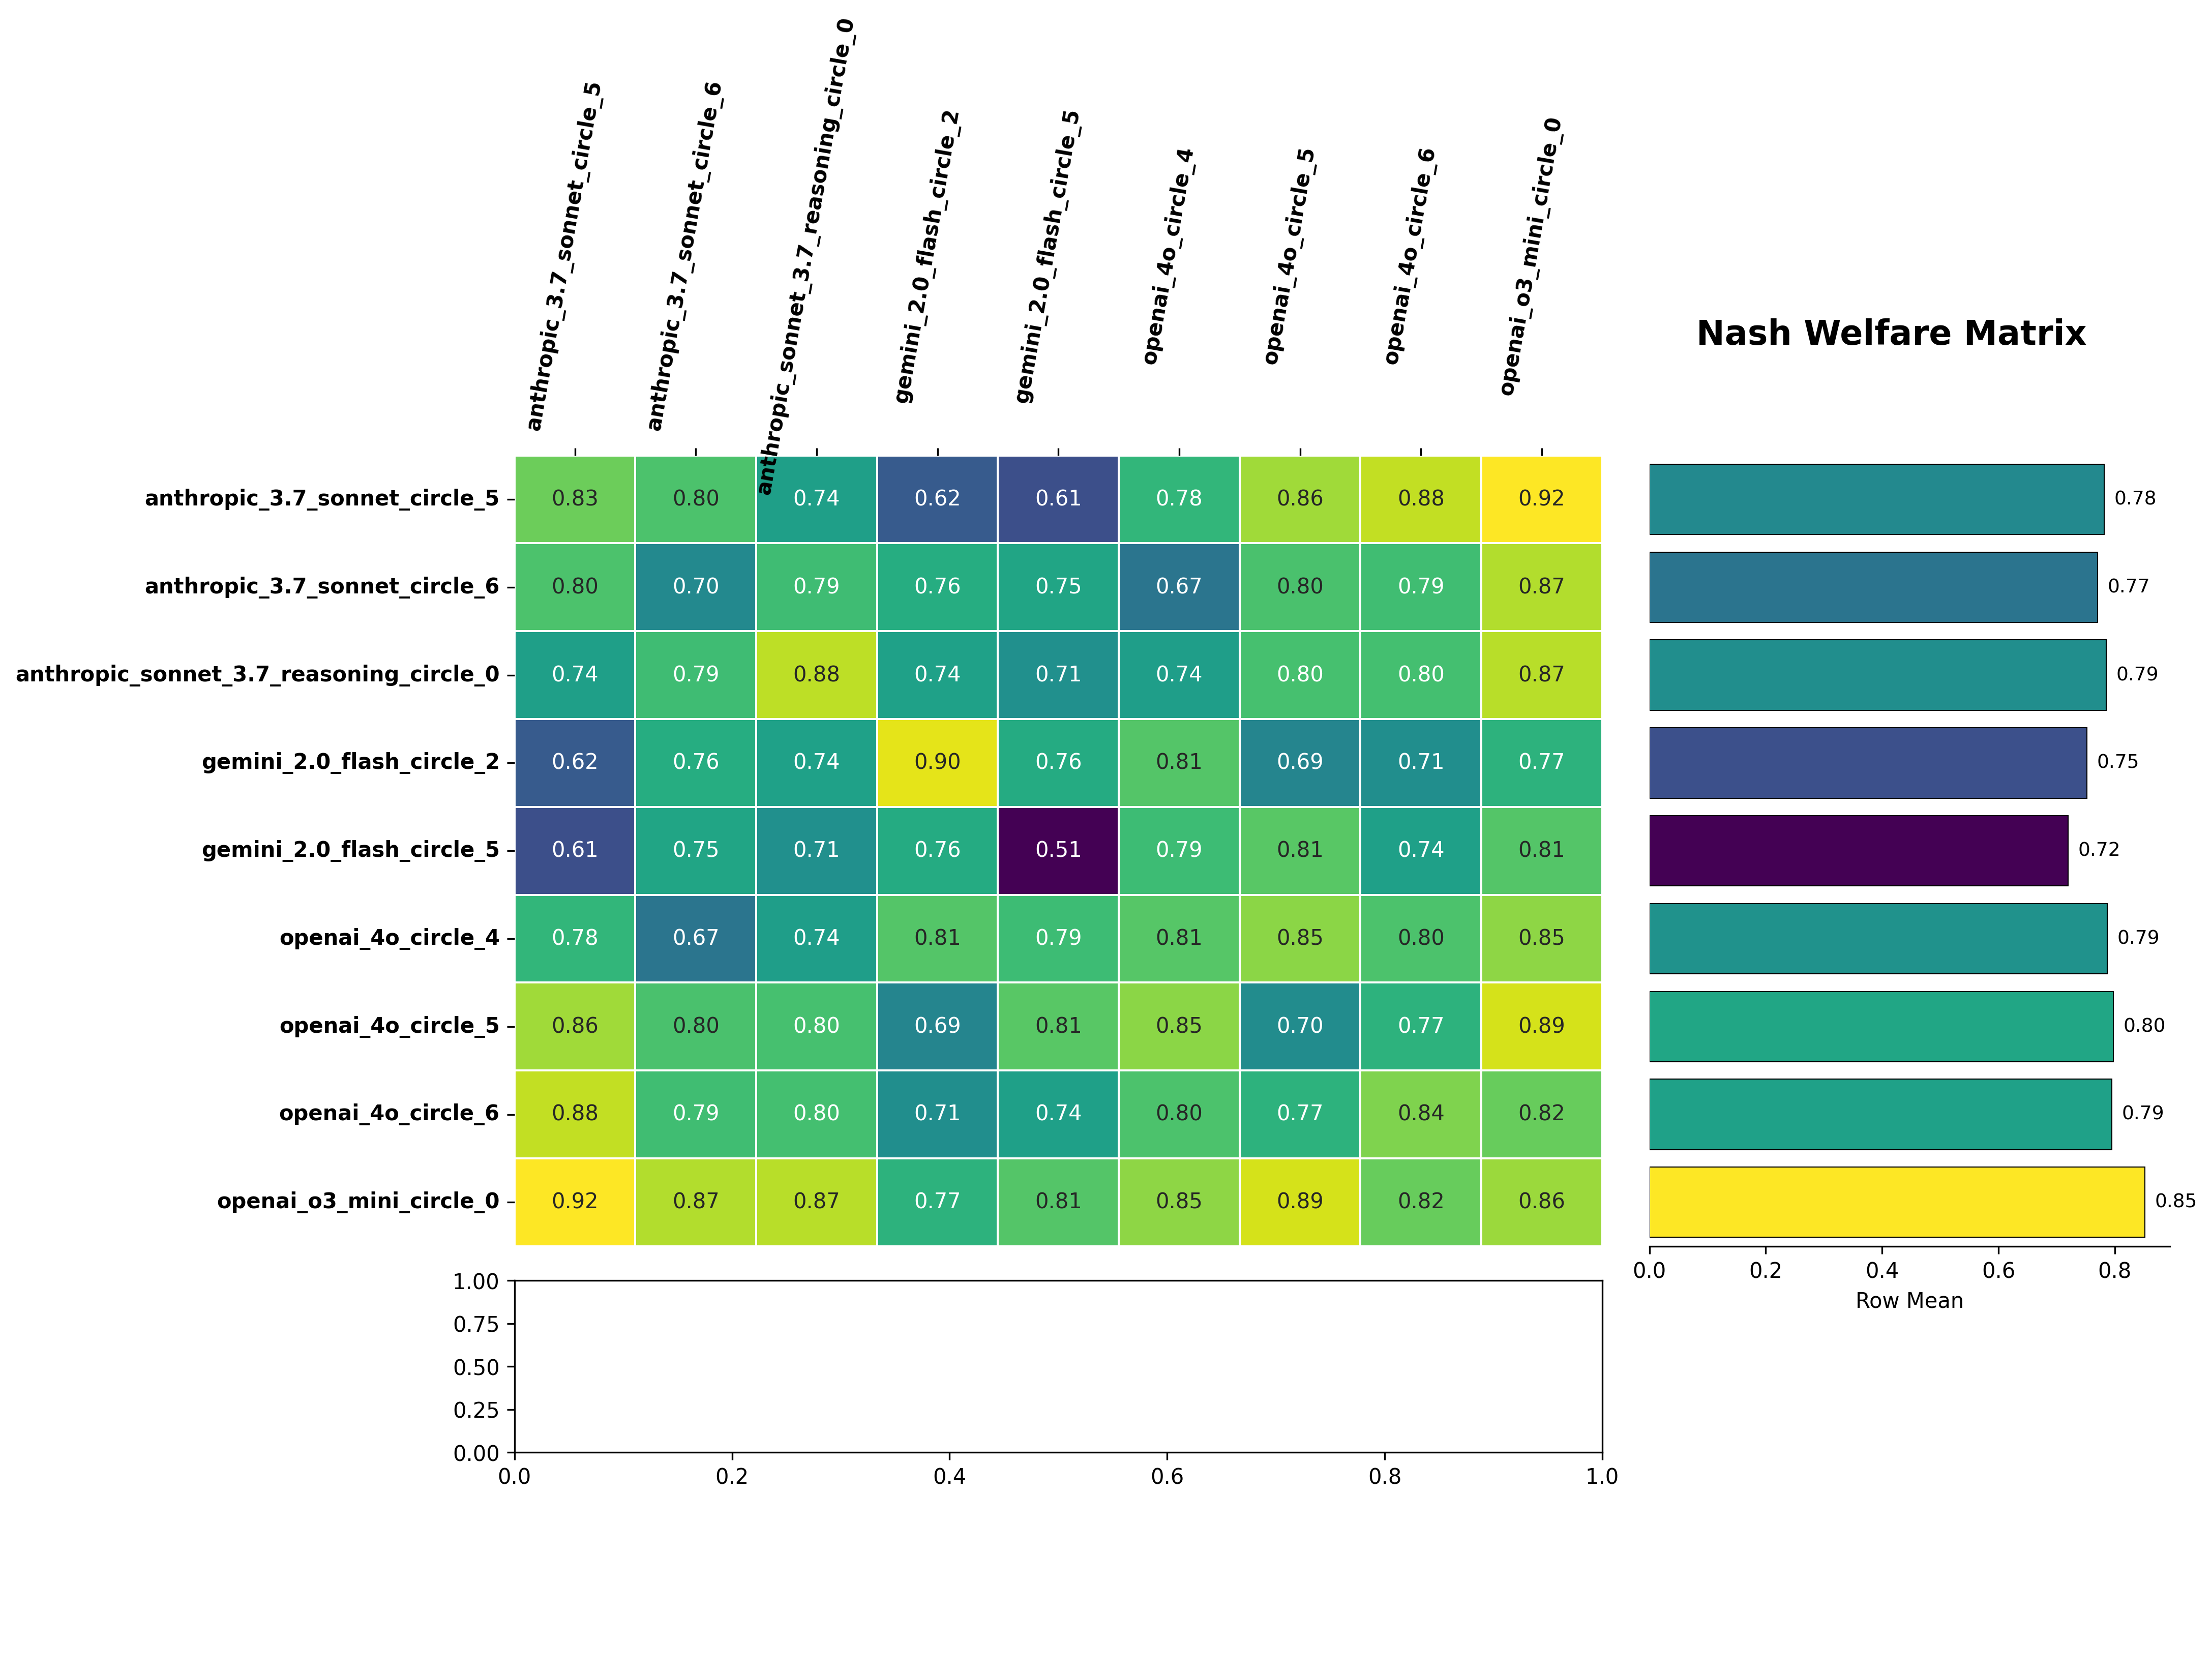 anthropic_3.7_sonnet_circle_5
anthropic_3.7_sonnet_circle_6
anthropic_sonnet_3.7_reasoning_circle_0
gemini_2.0_flash_circle_2
gemini_2.0_flash_circle_5
openai_4o_circle_4
openai_4o_circle_5
openai_4o_circle_6
openai_o3_mini_circle_0
Nash Welfare Matrix
anthropic_3.7_sonnet_circle_5 0.83 0.80 0.74 0.62 0.61 0.78 0.86 0.88 0.92 0.78
anthropic_3.7_sonnet_circle_6 0.80 0.70 0.79 0.76 0.75 0.67 0.80 0.79 0.87 0.77
anthropic_sonnet_3.7_reasoning_circle_0 0.74 0.79 0.88 0.74 0.71 0.74 0.80 0.80 0.87 0.79
gemini_2.0_flash_circle_2 0.62 0.76 0.74 0.90 0.76 0.81 0.69 0.71 0.77 0.75
gemini_2.0_flash_circle_5 0.61 0.75 0.71 0.76 0.51 0.79 0.81 0.74 0.81 0.72
openai_4o_circle_4 0.78 0.67 0.74 0.81 0.79 0.81 0.85 0.80 0.85 0.79
openai_4o_circle_5 0.86 0.80 0.80 0.69 0.81 0.85 0.70 0.77 0.89 0.80
openai_4o_circle_6 0.88 0.79 0.80 0.71 0.74 0.80 0.77 0.84 0.82 0.79
openai_o3_mini_circle_0 0.92 0.87 0.87 0.77 0.81 0.85 0.89 0.82 0.86 0.85
0.0 0.2 0.4 0.6 0.8
Row Mean
1.00
0.75
0.50
0.25
0.00
0.0 0.2 0.4 0.6 0.8 1.0